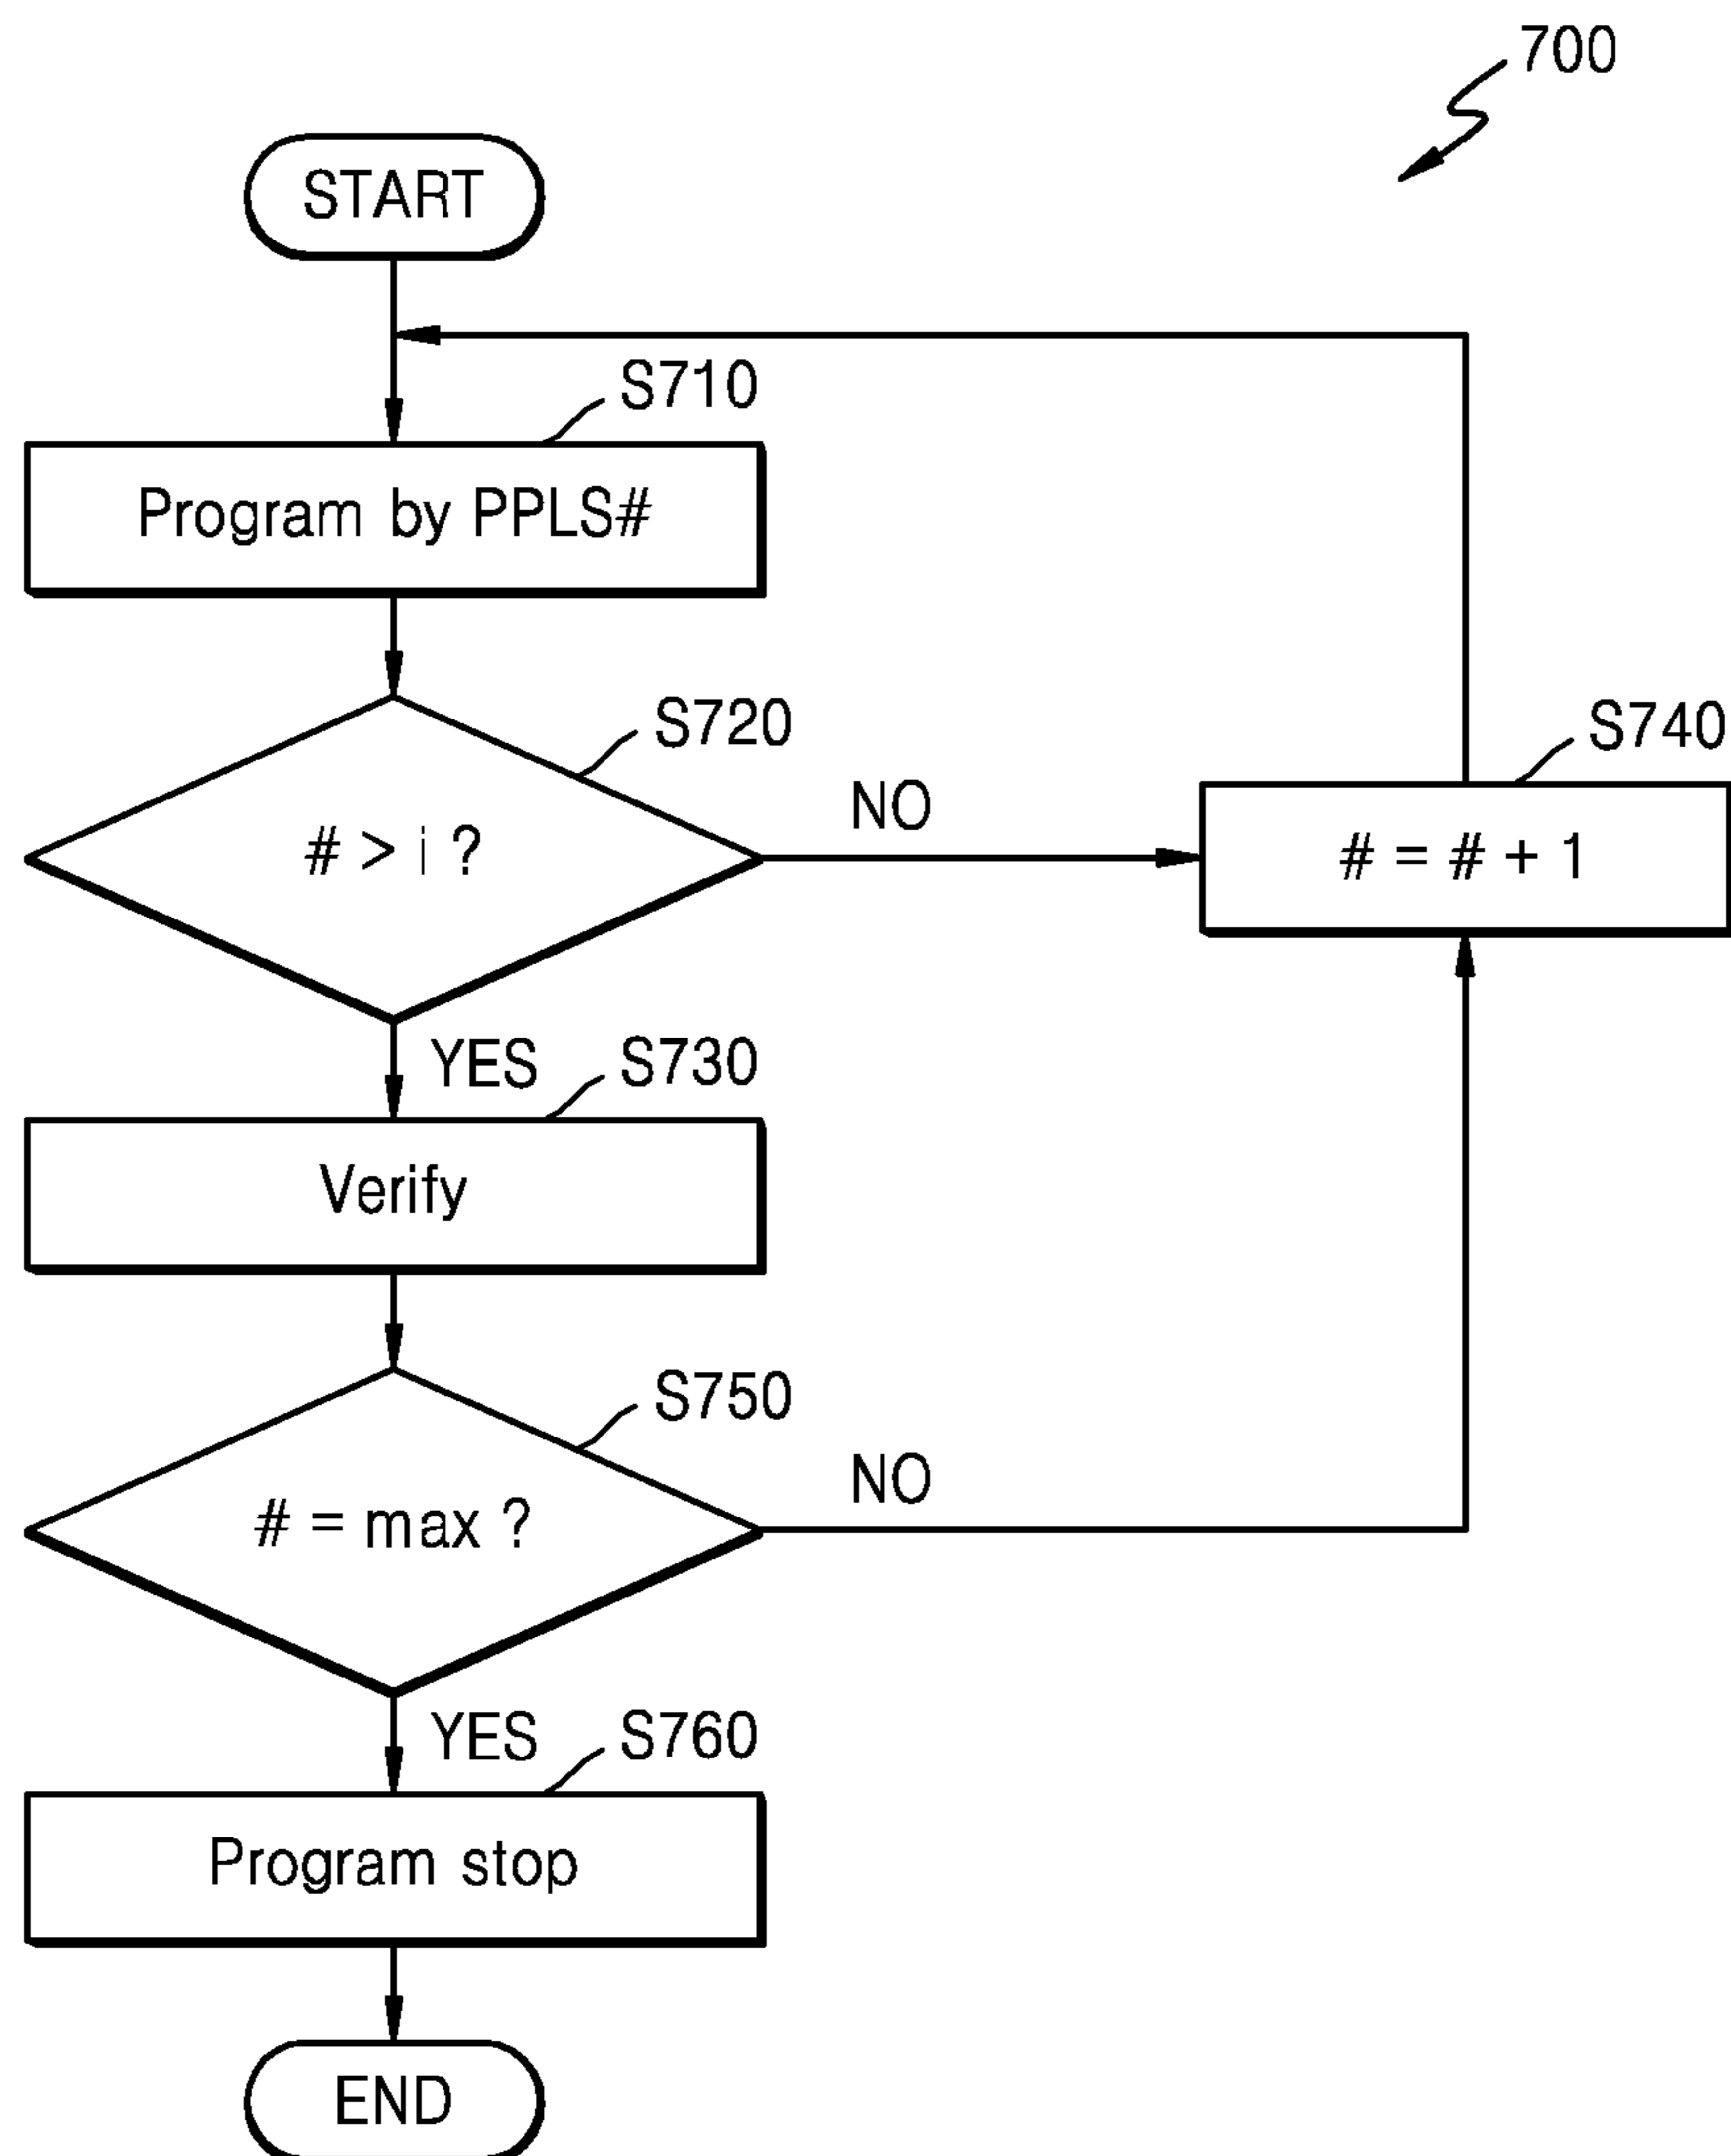 700
START
S710
Program by PPLS#
S720
# > i ?
NO
S740
# = # + 1
YES
S730
Verify
S750
# = max ?
NO
YES
S760
Program stop
END